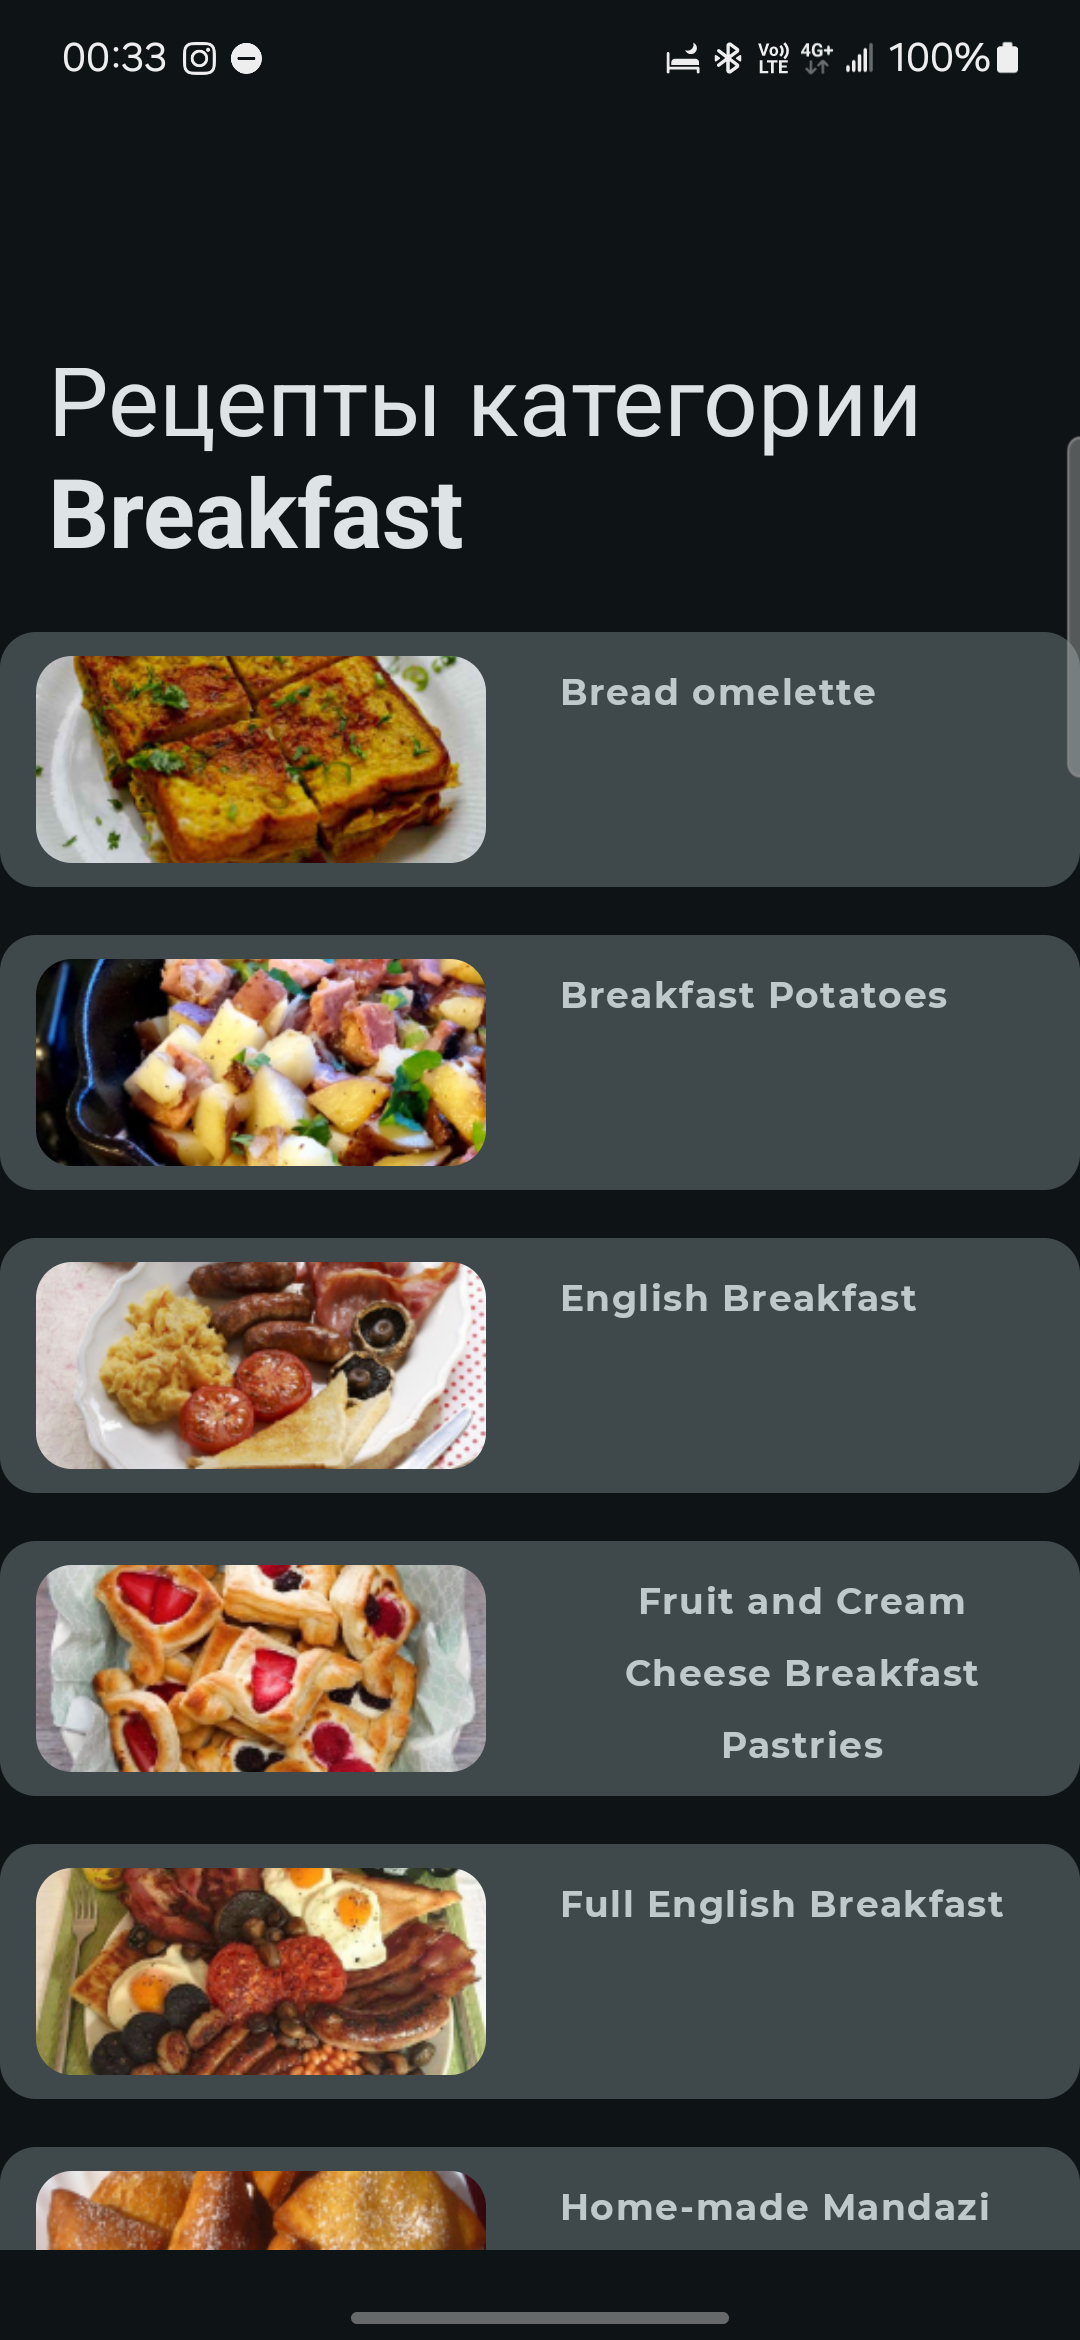 00:33
Vo)) LTE 4G+ 100%
Рецепты категории
Breakfast
Bread omelette
Breakfast Potatoes
English Breakfast
Fruit and Cream
Cheese Breakfast
Pastries
Full English Breakfast
Home-made Mandazi